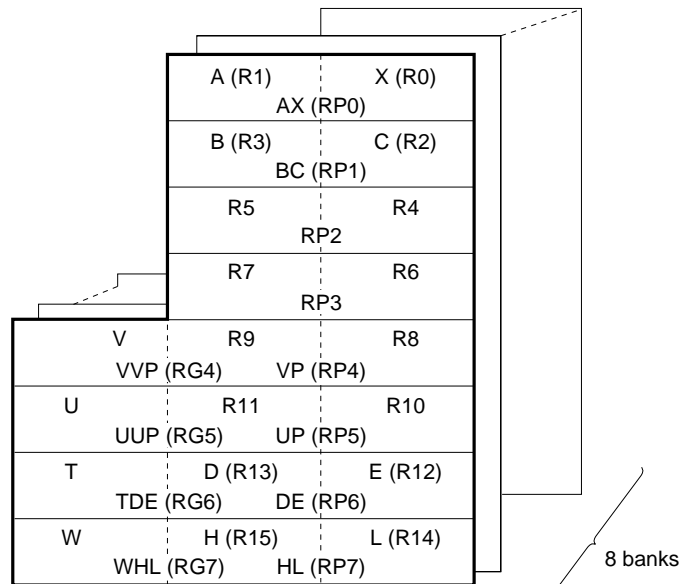 A (R1) X (R0)
AX (RP0)
B (R3) C (R2)
BC (RP1)
R5 R4
RP2
R7 R6
RP3
V R9 R8
VVP (RG4) VP (RP4)
U R11 R10
UUP (RG5) UP (RP5)
T D (R13) E (R12)
TDE (RG6) DE (RP6)
W H (R15) L (R14)
WHL (RG7) HL (RP7)
8 banks